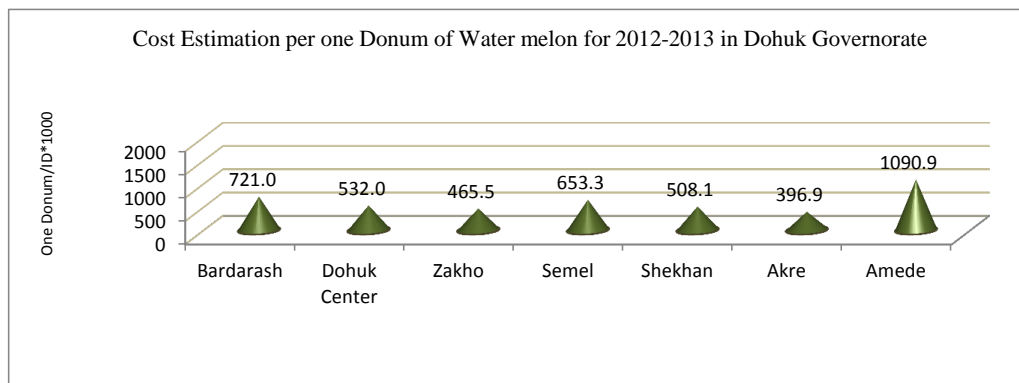 Cost Estimation per one Donum of Water melon for 2012-2013 in Dohuk Governorate
One Donum/ID*1000
2000
1500
1000
500
0
721.0
532.0
465.5
653.3
508.1
396.9
1090.9
Bardarash
Dohuk
Center
Zakho
Semel
Shekhan
Akre
Amede